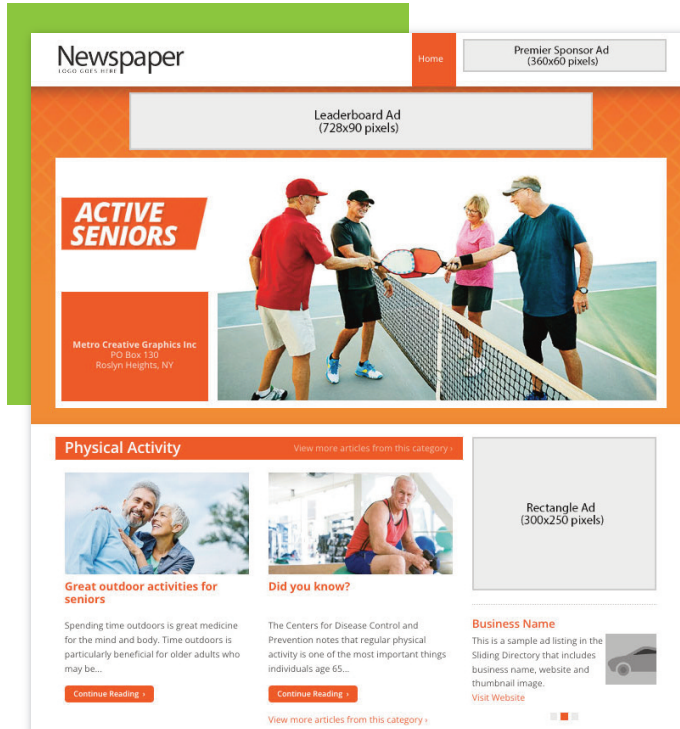 Newspaper
LOGO GOES HERE
Home
Premier Sponsor Ad
(360x60 pixels)
Leaderboard Ad
(728x90 pixels)
ACTIVE
SENIORS
Metro Creative Graphics Inc
PO Box 130
Roslyn Heights, NY
Physical Activity
View more articles from this category ›
Great outdoor activities for
seniors
Spending time outdoors is great medicine
for the mind and body. Time outdoors is
particularly beneficial for older adults who
may be...
Continue Reading ›
Did you know?
The Centers for Disease Control and
Prevention notes that regular physical
activity is one of the most important things
individuals age 65...
Continue Reading ›
View more articles from this category ›
Rectangle Ad
(300x250 pixels)
Business Name
This is a sample ad listing in the
Sliding Directory that includes
business name, website and
thumbnail image.
Visit Website